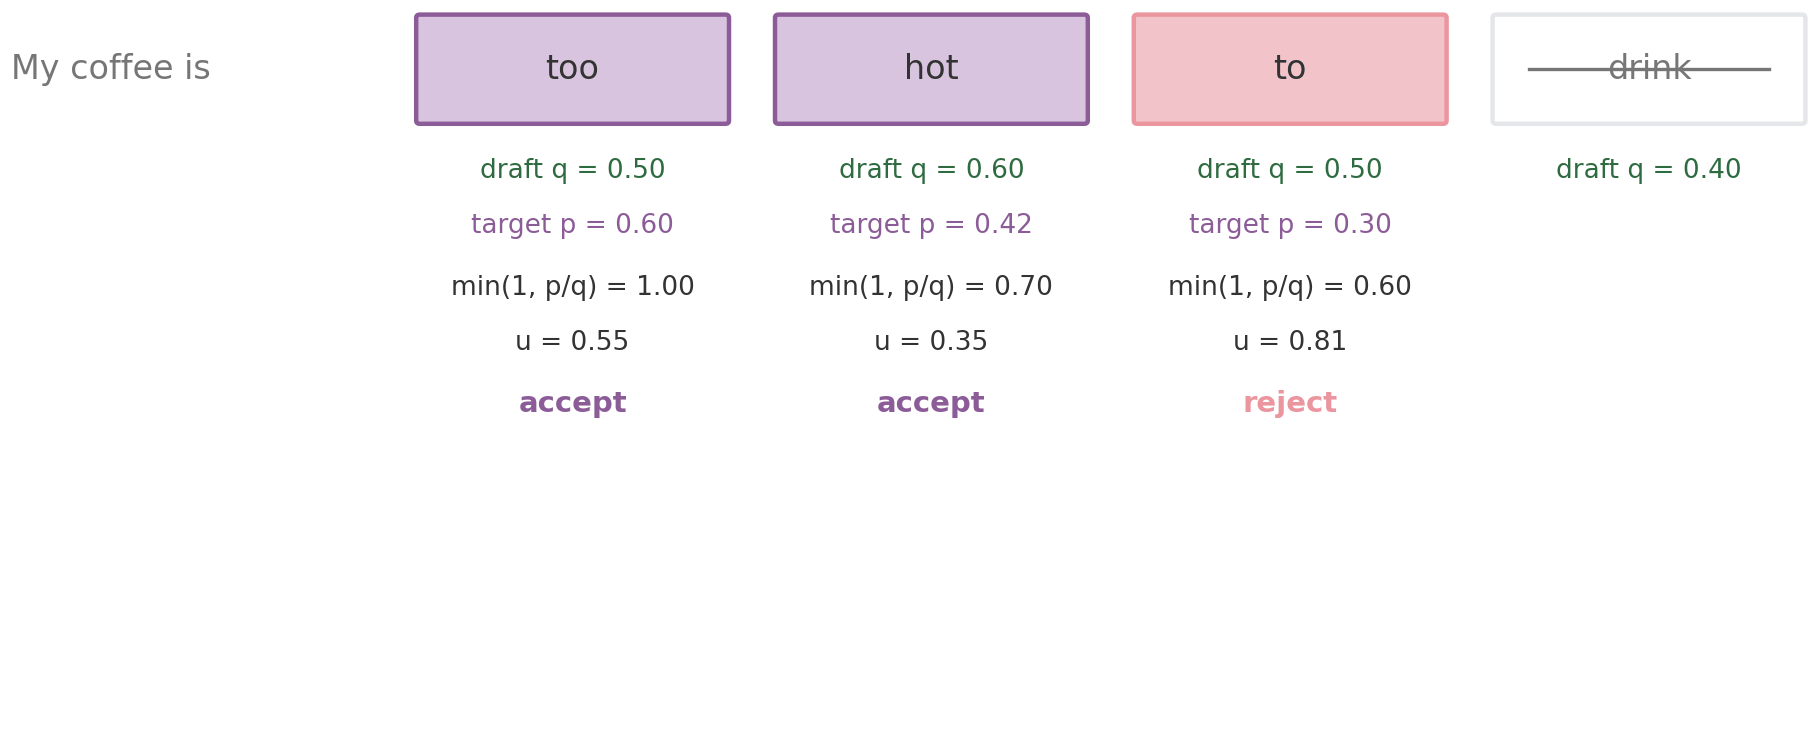 My coffee is too hot to drink
draft q = 0.50 draft q = 0.60 draft q = 0.50 draft q = 0.40
target p = 0.60 target p = 0.42 target p = 0.30
min(1, p/q) = 1.00 min(1, p/q) = 0.70 min(1, p/q) = 0.60
u = 0.55 u = 0.35 u = 0.81
accept accept reject